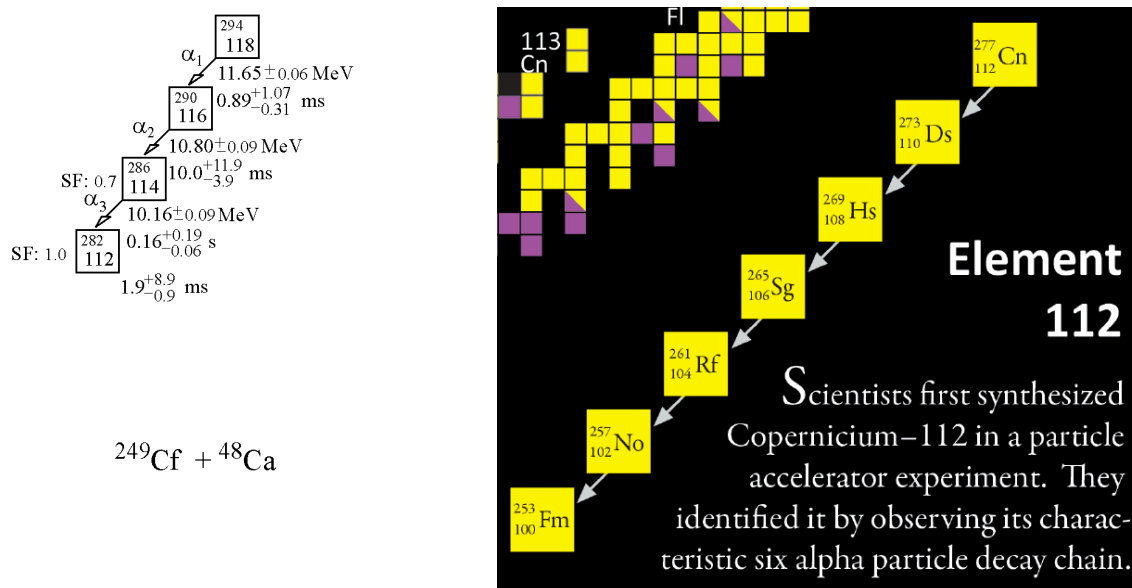 294
118
α1
11.65±0.06 MeV
290
116
0.89+1.07−0.31 ms
α2
10.80±0.09 MeV
286
114
10.0+11.9−3.9 ms
SF: 0.7
α3
10.16±0.09 MeV
282
112
0.16+0.19−0.06 s
SF: 1.0
1.9+8.9−0.9 ms
249Cf + 48Ca
Fl
113
Cn
277 112 Cn
273 110 Ds
269 108 Hs
265 106 Sg
261 104 Rf
257 102 No
253 100 Fm
Element
112
Scientists first synthesized
Copernicium–112 in a particle
accelerator experiment. They
identified it by observing its charac-
teristic six alpha particle decay chain.